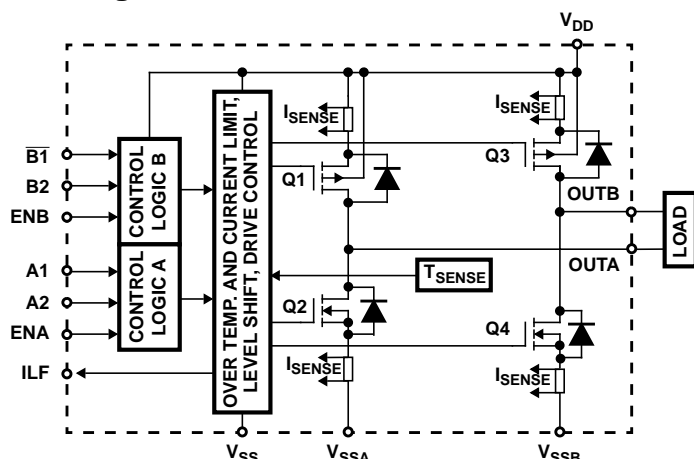 VDD
ISENSE
ISENSE
B1
B2
ENB
CONTROL
LOGIC B
Q1
Q3
OUTB
A1
A2
ENA
CONTROL
LOGIC A
OVER TEMP. AND CURRENT LIMIT,
LEVEL SHIFT, DRIVE CONTROL
TSENSE
OUTA
LOAD
Q2
Q4
ILF
ISENSE
ISENSE
VSS
VSSA
VSSB